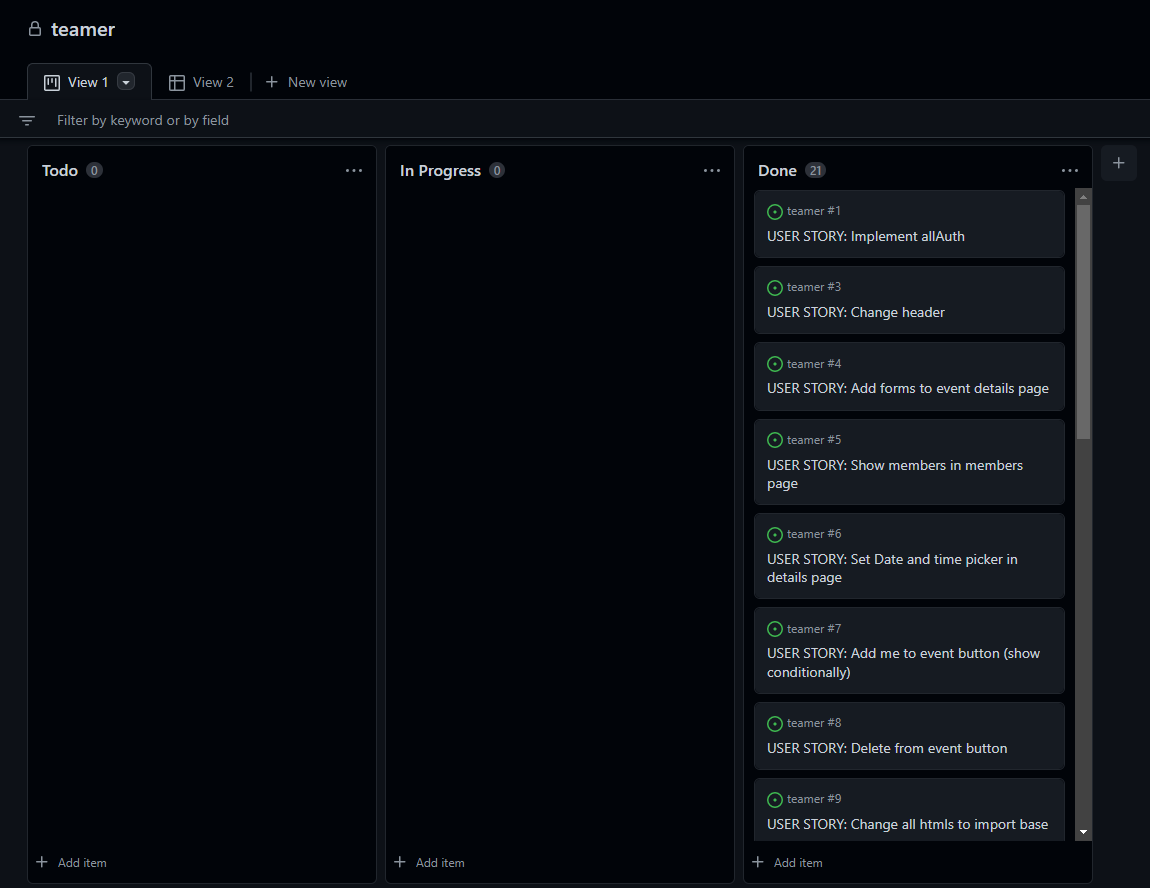 teamer
View 1
View 2
New view
Filter by keyword or by field
Todo 0
In Progress 0
Done 21
teamer #1
USER STORY: Implement allAuth
teamer #3
USER STORY: Change header
teamer #4
USER STORY: Add forms to event details page
teamer #5
USER STORY: Show members in members
page
teamer #6
USER STORY: Set Date and time picker in
details page
teamer #7
USER STORY: Add me to event button (show
conditionally)
teamer #8
USER STORY: Delete from event button
teamer #9
USER STORY: Change all htmls to import base
Add item
Add item
Add item